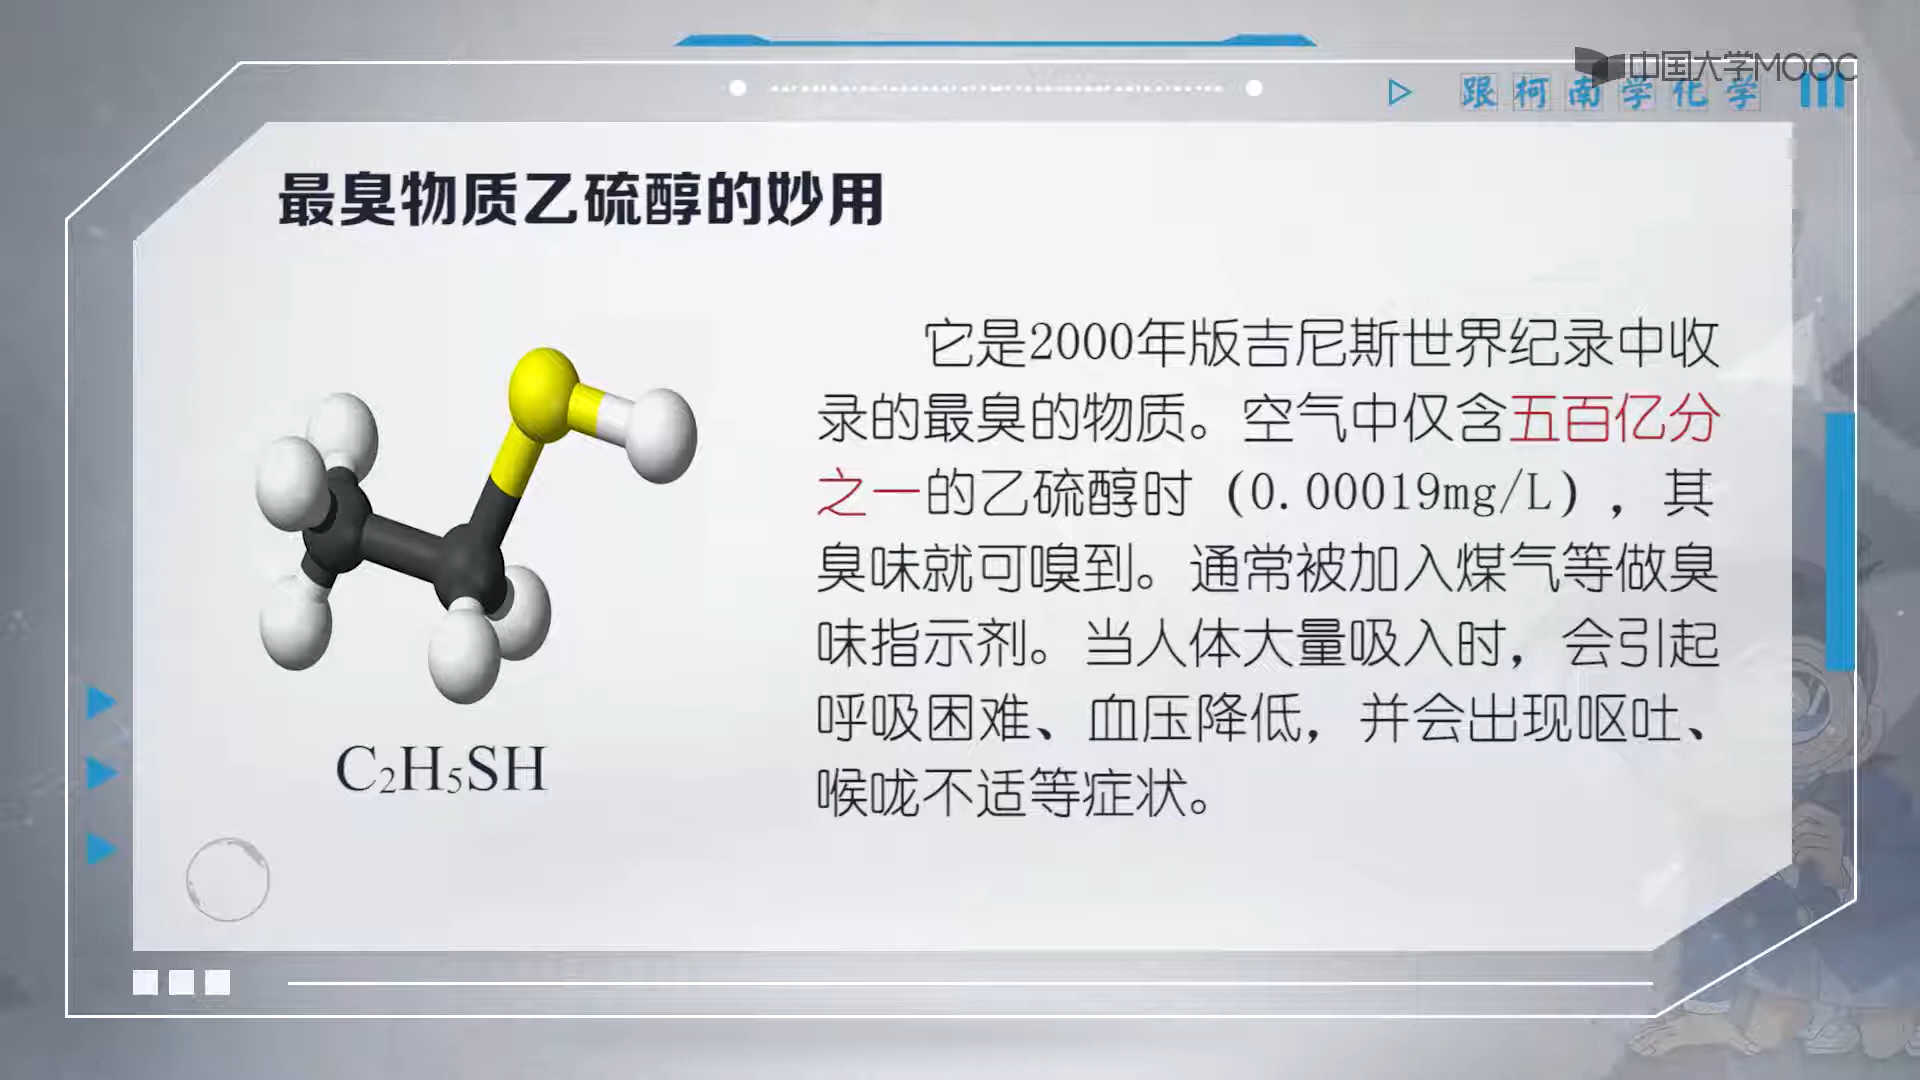 中国大学MOOC
跟柯南学化学
最臭物质乙硫醇的妙用
它是2000年版吉尼斯世界纪录中收
录的最臭的物质。空气中仅含五百亿分
之一的乙硫醇时（0.00019mg/L），其
臭味就可嗅到。通常被加入煤气等做臭
味指示剂。当人体大量吸入时，会引起
呼吸困难、血压降低，并会出现呕吐、
喉咙不适等症状。
C₂H₅SH